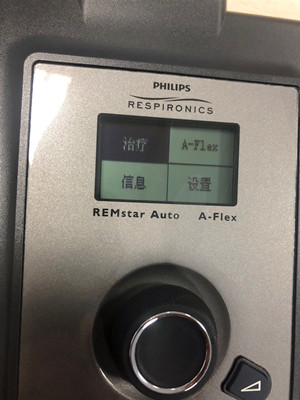 PHILIPS
RESPIRONICS
治疗 A-Flex
信息 设置
REMstar Auto A-Flex